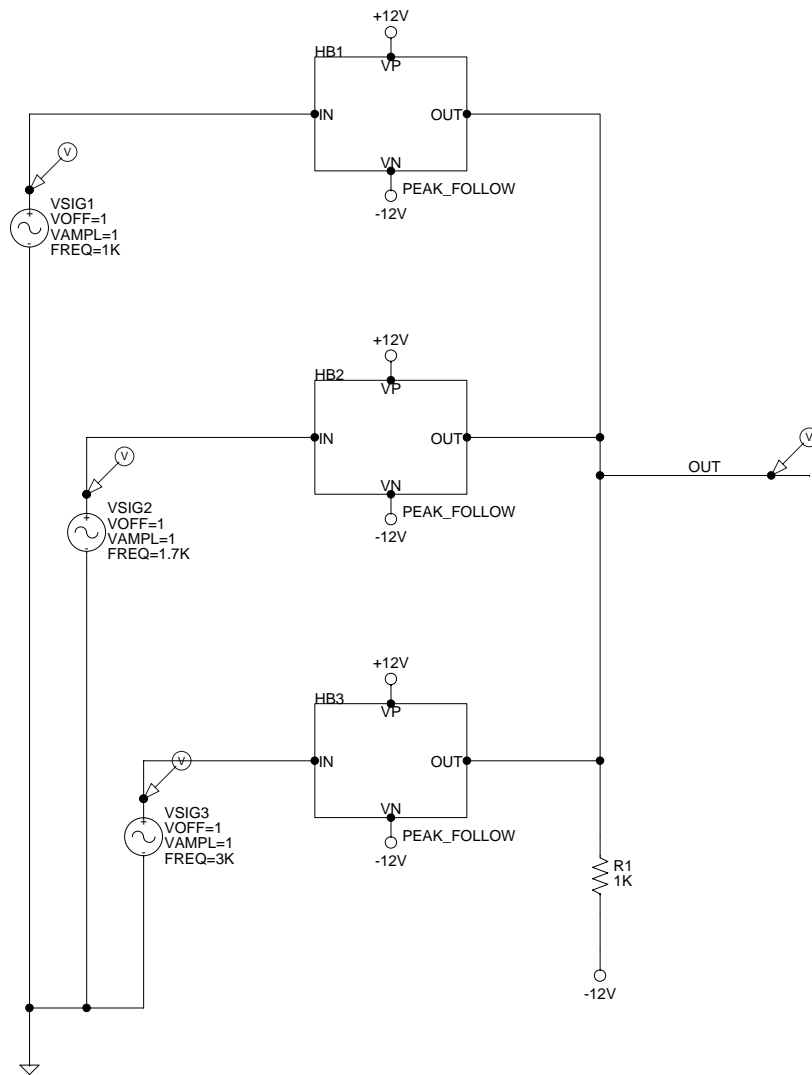 +12V
HB1
VP
IN
OUT
VN
PEAK_FOLLOW
-12V
V
VSIG1
VOFF=1
VAMPL=1
FREQ=1K
+12V
HB2
VP
IN
OUT
VN
PEAK_FOLLOW
-12V
V
OUT
V
VSIG2
VOFF=1
VAMPL=1
FREQ=1.7K
+12V
HB3
VP
IN
OUT
VN
PEAK_FOLLOW
-12V
V
VSIG3
VOFF=1
VAMPL=1
FREQ=3K
R1
1K
-12V
+
-
+
-
+
-